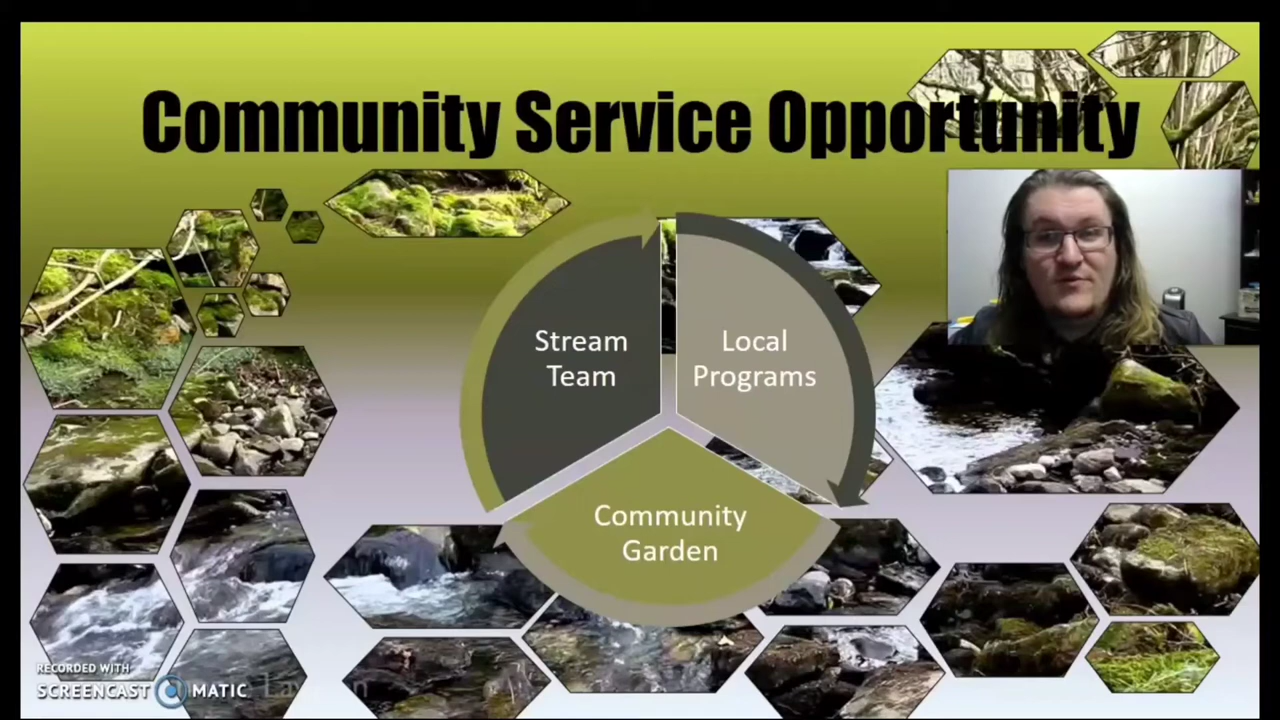 Community Service Opportunity
Stream
Team
Local
Programs
Community
Garden
RECORDED WITH
SCREENCAST MATIC